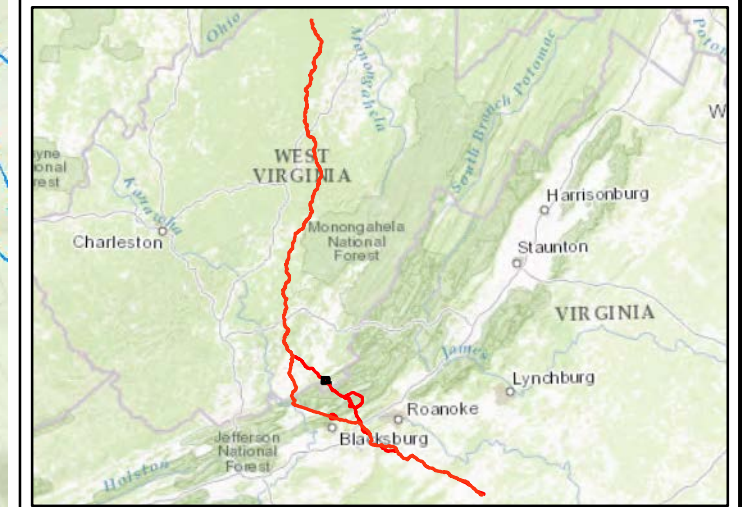 Ohio
Monongahela
South Branch Potomac
WEST
VIRGINIA
Kanawha
Harrisonburg
Charleston
Monongahela
National
Forest
Staunton
VIRGINIA
James
Lynchburg
Roanoke
Blacksburg
Jefferson
National
Forest
Holston